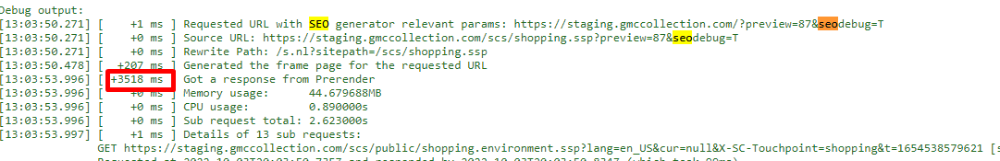 Debug output:
[13:03:50.271] [    +1 ms ] Requested URL with SEO generator relevant params: https://staging.gmccollection.com/?preview=87&seodebug=T
[13:03:50.271] [    +0 ms ] Source URL: https://staging.gmccollection.com/scs/shopping.ssp?preview=87&seodebug=T
[13:03:50.271] [    +0 ms ] Rewrite Path: /s.nl?sitepath=/scs/shopping.ssp
[13:03:50.478] [  +207 ms ] Generated the frame page for the requested URL
[13:03:53.996] [ +3518 ms ] Got a response from Prerender
[13:03:53.996] [    +0 ms ] Memory usage:      44.679688MB
[13:03:53.996] [    +0 ms ] CPU usage:         0.890000s
[13:03:53.996] [    +0 ms ] Sub request total: 2.623000s
[13:03:53.997] [    +1 ms ] Details of 13 sub requests:
GET https://staging.gmccollection.com/scs/public/shopping.environment.ssp?lang=en_US&cur=null&X-SC-Touchpoint=shopping&t=1654538579621 [s